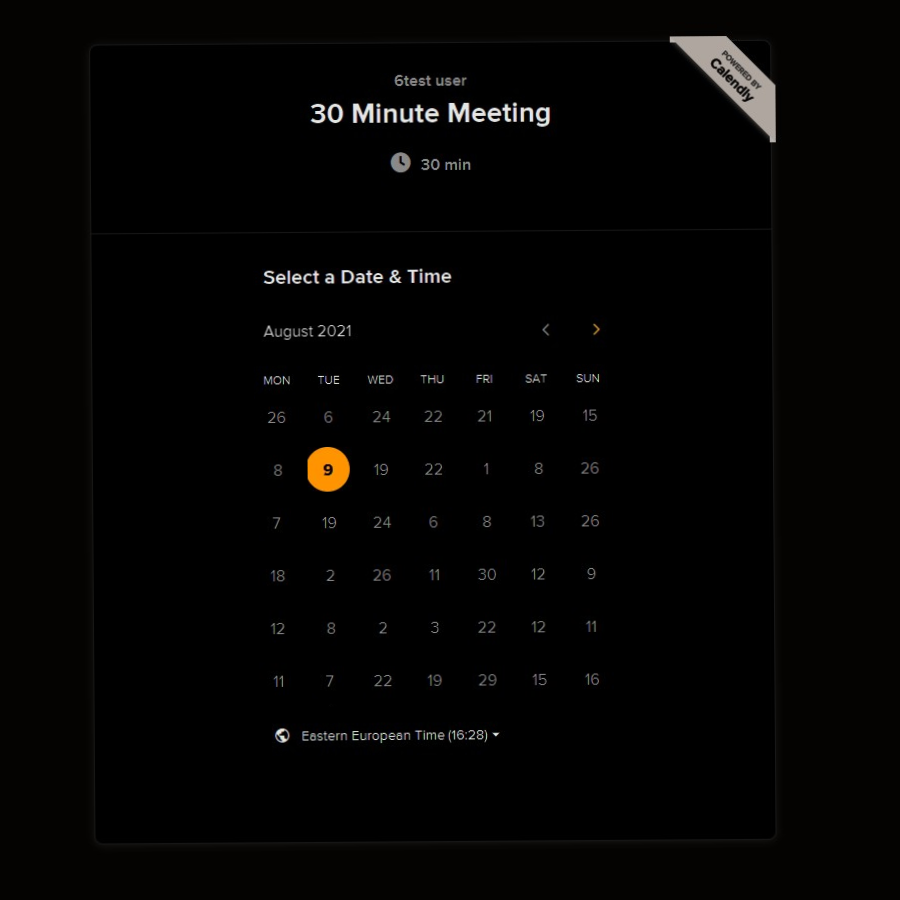 POWERED BY
Calendly
6test user
30 Minute Meeting
30 min
Select a Date & Time
August 2021
MON TUE WED THU FRI SAT SUN
26 6 24 22 21 19 15
8 9 19 22 1 8 26
7 19 24 6 8 13 26
18 2 26 11 30 12 9
12 8 2 3 22 12 11
11 7 22 19 29 15 16
Eastern European Time (16:28)